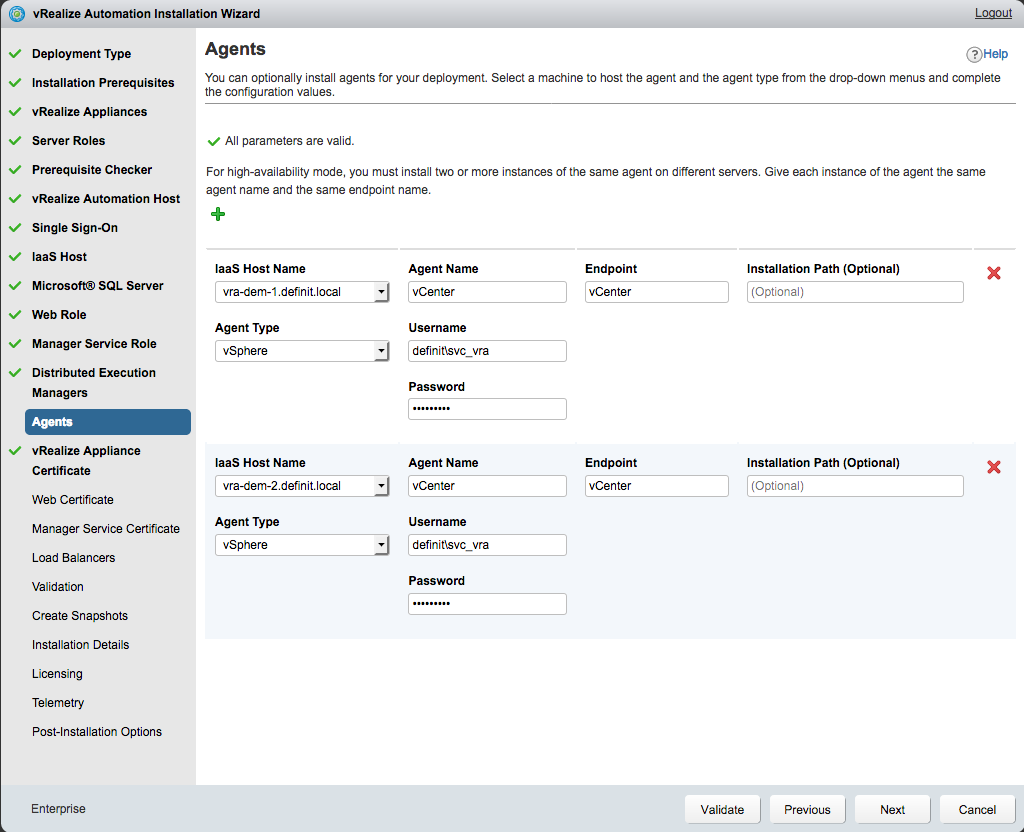 vRealize Automation Installation Wizard
Logout
Deployment Type
Installation Prerequisites
vRealize Appliances
Server Roles
Prerequisite Checker
vRealize Automation Host
Single Sign-On
IaaS Host
Microsoft® SQL Server
Web Role
Manager Service Role
Distributed Execution
Managers
Agents
vRealize Appliance
Certificate
Web Certificate
Manager Service Certificate
Load Balancers
Validation
Create Snapshots
Installation Details
Licensing
Telemetry
Post-Installation Options
Agents
?Help
You can optionally install agents for your deployment. Select a machine to host the agent and the agent type from the drop-down menus and complete
the configuration values.
All parameters are valid.
For high-availability mode, you must install two or more instances of the same agent on different servers. Give each instance of the agent the same
agent name and the same endpoint name.
IaaS Host Name Agent Name Endpoint Installation Path (Optional)
vra-dem-1.definit.local vCenter vCenter (Optional)
Agent Type Username
vSphere definit\svc_vra
Password
•••••••••
IaaS Host Name Agent Name Endpoint Installation Path (Optional)
vra-dem-2.definit.local vCenter vCenter (Optional)
Agent Type Username
vSphere definit\svc_vra
Password
•••••••••
Enterprise
Validate Previous Next Cancel